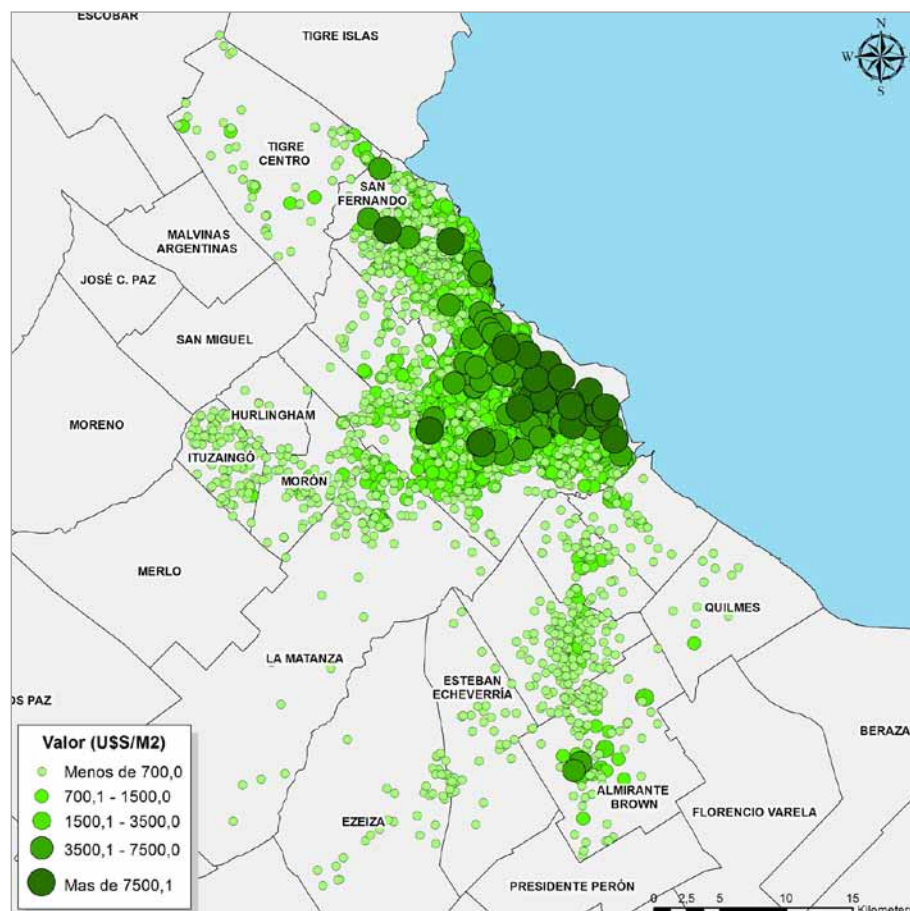 ESCOBAR
TIGRE ISLAS
N
W
E
S
TIGRE
CENTRO
SAN
FERNANDO
MALVINAS
ARGENTINAS
JOSÉ C. PAZ
SAN MIGUEL
MORENO
HURLINGHAM
ITUZAINGÓ
MORÓN
MERLO
QUILMES
LA MATANZA
ESTEBAN
ECHEVERRÍA
OS PAZ
BERAZA
Valor (U$S/M2)
Menos de 700,0
700,1 - 1500,0
1500,1 - 3500,0
3500,1 - 7500,0
Mas de 7500,1
ALMIRANTE
BROWN
FLORENCIO VARELA
EZEIZA
PRESIDENTE PERÓN
0 2,5 5 10 15
Kilometer